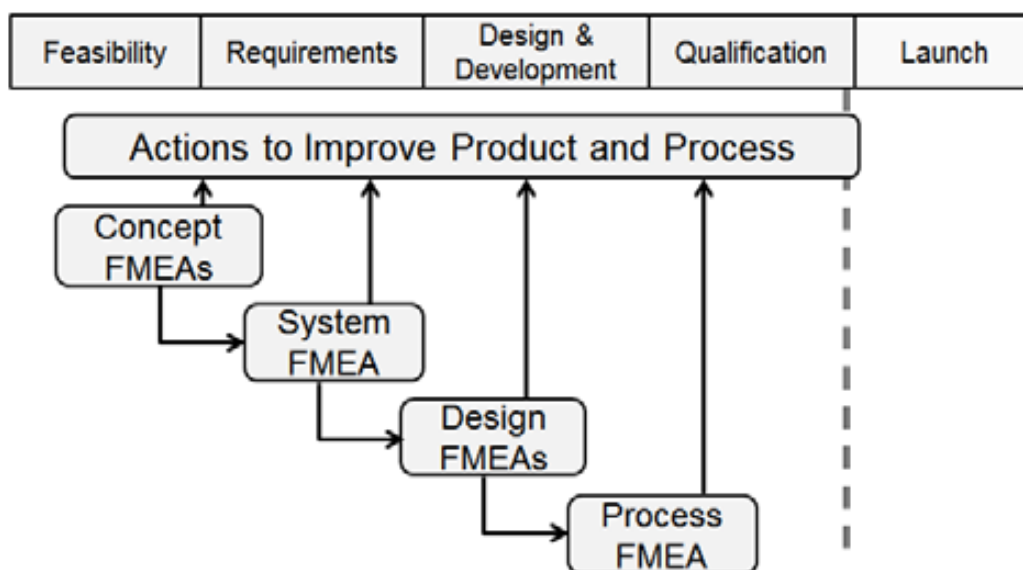 Feasibility
Requirements
Design &
Development
Qualification
Launch
Actions to Improve Product and Process
Concept
FMEAs
System
FMEA
Design
FMEAs
Process
FMEA